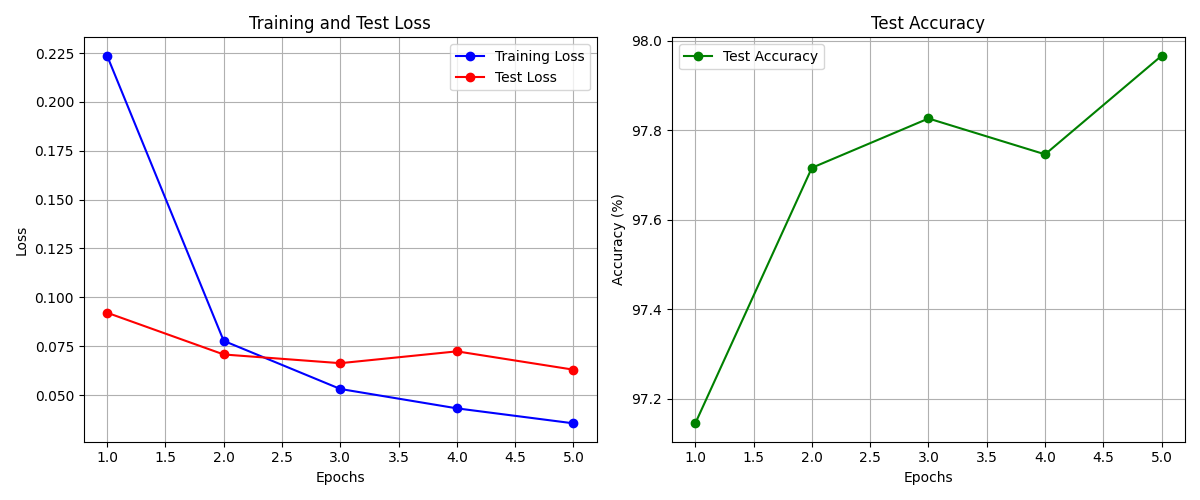 Training and Test Loss
0.225
0.200
0.175
0.150
0.125
0.100
0.075
0.050
Loss
Training Loss
Test Loss
1.0 1.5 2.0 2.5 3.0 3.5 4.0 4.5 5.0
Epochs
Test Accuracy
98.0
97.8
97.6
97.4
97.2
Accuracy (%)
Test Accuracy
1.0 1.5 2.0 2.5 3.0 3.5 4.0 4.5 5.0
Epochs